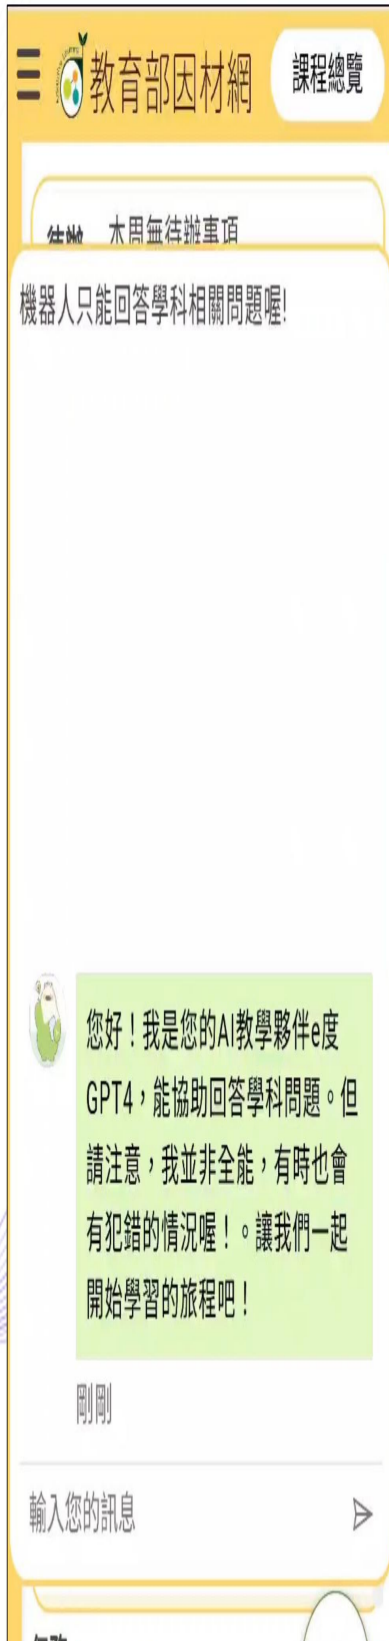 教育部因材網
課程總覽
待辦 本周無待辦事項
機器人只能回答學科相關問題喔!
您好！我是您的AI教學夥伴e度
GPT4，能協助回答學科問題。但
請注意，我並非全能，有時也會
有犯錯的情況喔！。讓我們一起
開始學習的旅程吧！
剛剛
輸入您的訊息